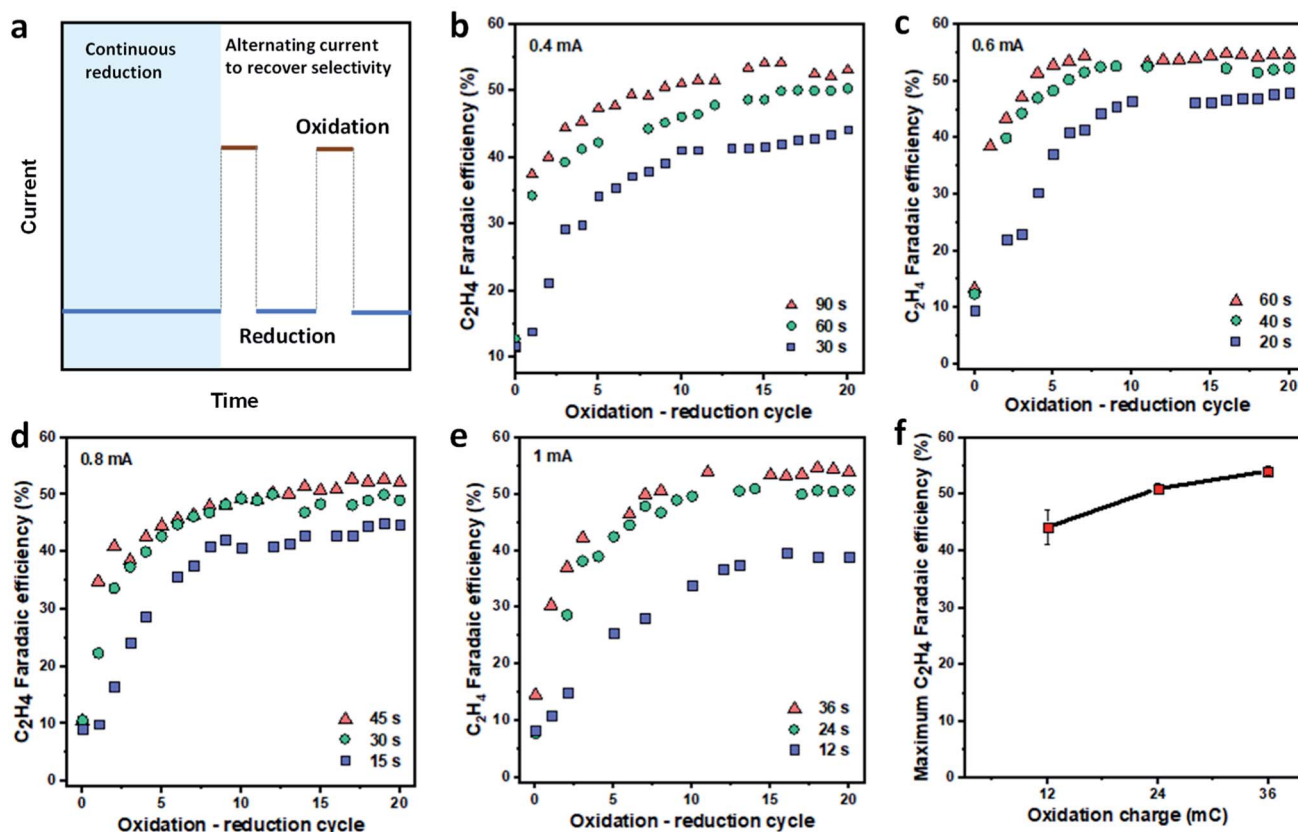 a
Continuous
reduction
Alternating current
to recover selectivity
Oxidation
Reduction
Current
Time
b
0.4 mA
C₂H₄ Faradaic efficiency (%)
60
50
40
30
20
10
90 s
60 s
30 s
0
5
10
15
20
Oxidation - reduction cycle
c
0.6 mA
C₂H₄ Faradaic efficiency (%)
60
50
40
30
20
10
0
60 s
40 s
20 s
0
5
10
15
20
Oxidation - reduction cycle
d
0.8 mA
C₂H₄ Faradaic efficiency (%)
60
50
40
30
20
10
0
45 s
30 s
15 s
0
5
10
15
20
Oxidation - reduction cycle
e
1 mA
C₂H₄ Faradaic efficiency (%)
60
50
40
30
20
10
0
36 s
24 s
12 s
0
5
10
15
20
Oxidation - reduction cycle
f
Maximum C₂H₄ Faradaic efficiency (%)
60
50
40
30
20
10
0
12
24
36
Oxidation charge (mC)